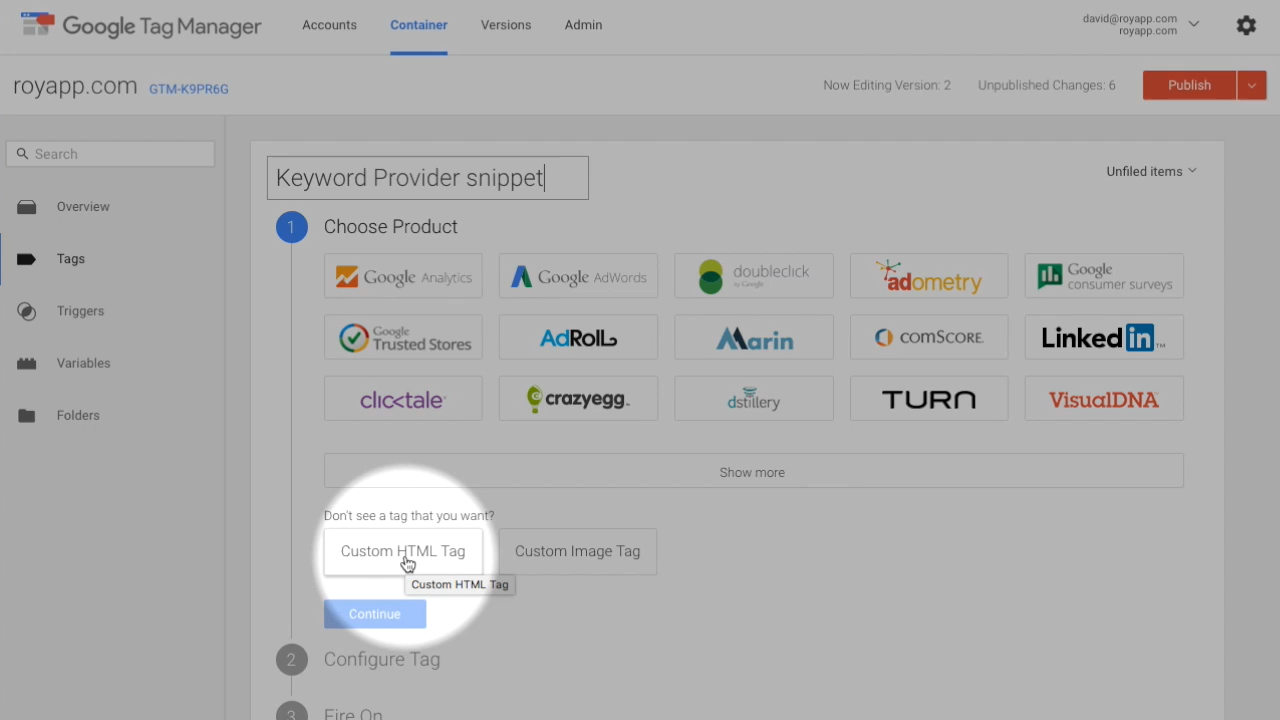 Google Tag Manager
Accounts
Container
Versions
Admin
david@royapp.com
royapp.com
royapp.com GTM-K9PR6G
Now Editing Version: 2
Unpublished Changes: 6
Publish
Search
Overview
Tags
Triggers
Variables
Folders
Keyword Provider snippet
Unfiled items
1 Choose Product
Google Analytics
Google AdWords
doubleclick
by Google
adometry
Google
consumer surveys
Google
Trusted Stores
AdRoll
Marin
comScore.
Linkedin™
clicktale
crazyegg™
dstillery
TURN
VisualDNA
Show more
Don't see a tag that you want?
Custom HTML Tag
Custom Image Tag
Custom HTML Tag
Continue
2 Configure Tag
3 Fire On